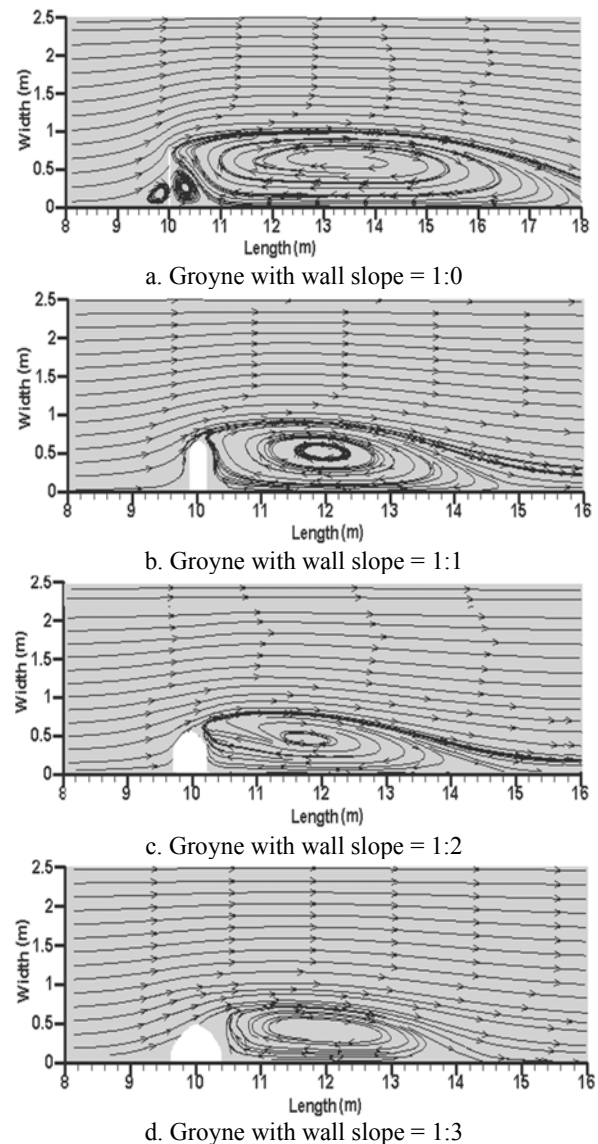 2.5
2
1.5
1
0.5
0
Width (m)
8 9 10 11 12 13 14 15 16 17 18
Length (m)
a. Groyne with wall slope = 1:0
2.5
2
1.5
1
0.5
0
Width (m)
8 9 10 11 12 13 14 15 16
Length (m)
b. Groyne with wall slope = 1:1
2.5
2
1.5
1
0.5
0
Width (m)
8 9 10 11 12 13 14 15 16
Length (m)
c. Groyne with wall slope = 1:2
2.5
2
1.5
1
0.5
0
Width (m)
8 9 10 11 12 13 14 15 16
Length (m)
d. Groyne with wall slope = 1:3